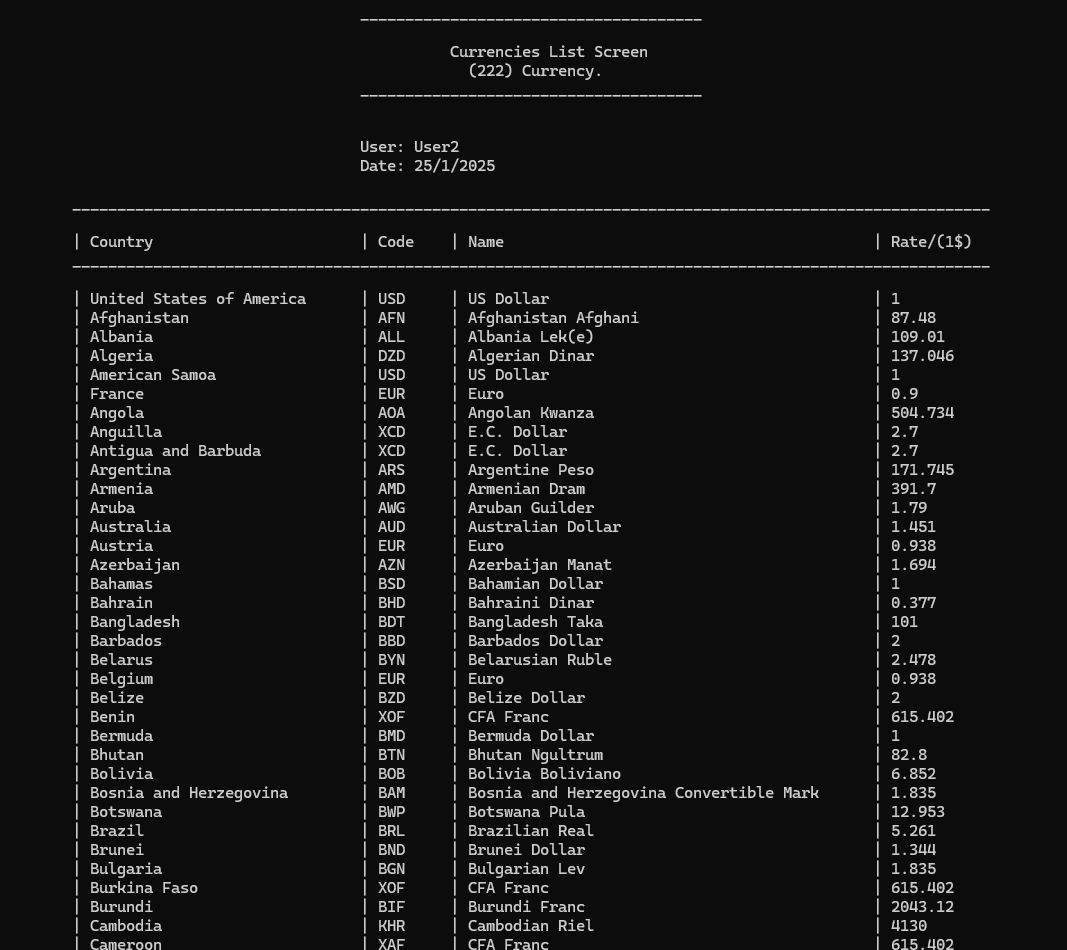 Currencies List Screen
(222) Currency.
User: User2
Date: 25/1/2025
| Country | Code | Name | Rate/(1$)
| United States of America | USD | US Dollar | 1
| Afghanistan | AFN | Afghanistan Afghani | 87.48
| Albania | ALL | Albania Lek(e) | 109.01
| Algeria | DZD | Algerian Dinar | 137.046
| American Samoa | USD | US Dollar | 1
| France | EUR | Euro | 0.9
| Angola | AOA | Angolan Kwanza | 504.734
| Anguilla | XCD | E.C. Dollar | 2.7
| Antigua and Barbuda | XCD | E.C. Dollar | 2.7
| Argentina | ARS | Argentine Peso | 171.745
| Armenia | AMD | Armenian Dram | 391.7
| Aruba | AWG | Aruban Guilder | 1.79
| Australia | AUD | Australian Dollar | 1.451
| Austria | EUR | Euro | 0.938
| Azerbaijan | AZN | Azerbaijan Manat | 1.694
| Bahamas | BSD | Bahamian Dollar | 1
| Bahrain | BHD | Bahraini Dinar | 0.377
| Bangladesh | BDT | Bangladesh Taka | 101
| Barbados | BBD | Barbados Dollar | 2
| Belarus | BYN | Belarusian Ruble | 2.478
| Belgium | EUR | Euro | 0.938
| Belize | BZD | Belize Dollar | 2
| Benin | XOF | CFA Franc | 615.402
| Bermuda | BMD | Bermuda Dollar | 1
| Bhutan | BTN | Bhutan Ngultrum | 82.8
| Bolivia | BOB | Bolivia Boliviano | 6.852
| Bosnia and Herzegovina | BAM | Bosnia and Herzegovina Convertible Mark | 1.835
| Botswana | BWP | Botswana Pula | 12.953
| Brazil | BRL | Brazilian Real | 5.261
| Brunei | BND | Brunei Dollar | 1.344
| Bulgaria | BGN | Bulgarian Lev | 1.835
| Burkina Faso | XOF | CFA Franc | 615.402
| Burundi | BIF | Burundi Franc | 2043.12
| Cambodia | KHR | Cambodian Riel | 4130
| Cameroon | XAF | CFA Franc | 615.402